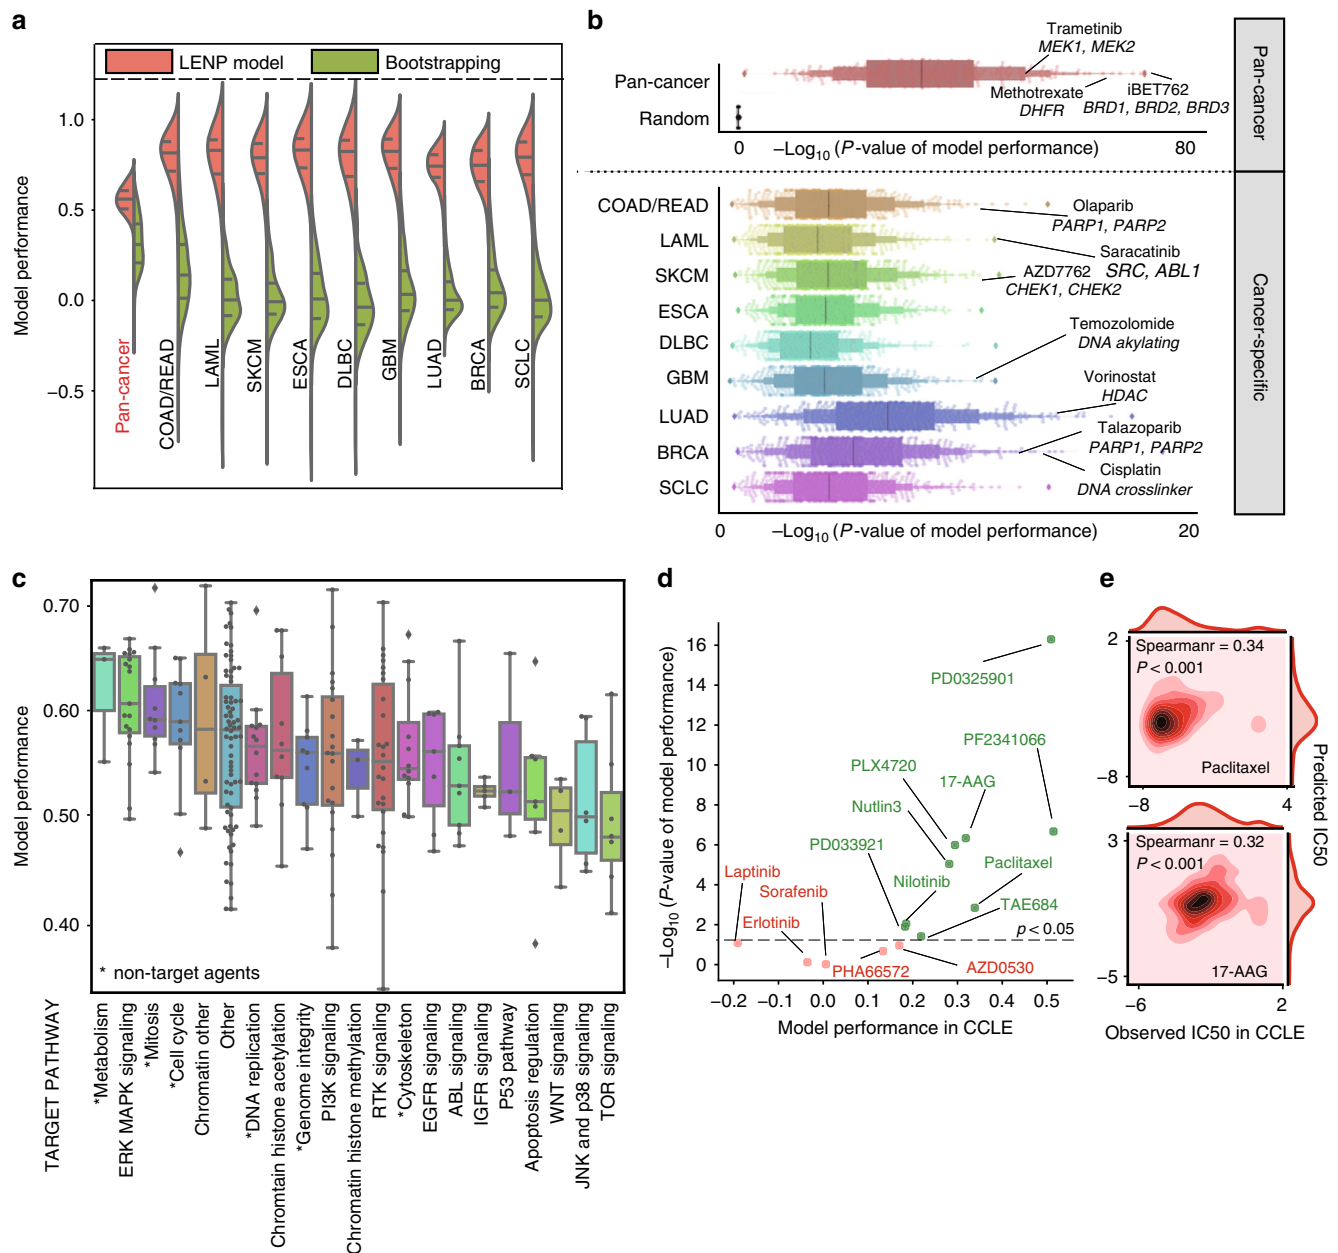 a
LENP model
Bootstrapping
1.0
0.5
0.0
−0.5
Model performance
Pan-cancer
COAD/READ
LAML
SKCM
ESCA
DLBC
GBM
LUAD
BRCA
SCLC
b
Trametinib
MEK1, MEK2
Pan-cancer
Methotrexate
DHFR
iBET762
BRD1, BRD2, BRD3
Random
0
−Log10 (P-value of model performance)
80
Pan-cancer
COAD/READ
Olaparib
PARP1, PARP2
LAML
Saracatinib
SRC, ABL1
SKCM
AZD7762
CHEK1, CHEK2
ESCA
DLBC
Temozolomide
DNA akylating
GBM
Vorinostat
HDAC
LUAD
Talazoparib
PARP1, PARP2
BRCA
Cisplatin
DNA crosslinker
SCLC
0
−Log10 (P-value of model performance)
20
Cancer-specific
c
0.70
0.60
0.50
0.40
Model performance
* non-target agents
TARGET PATHWAY
*Metabolism
ERK MAPK signaling
*Mitosis
*Cell cycle
Chromatin other
Other
*DNA replication
Chromtain histone acetylation
*Genome integrity
PI3K signaling
Chromatin histone methylation
RTK signaling
*Cytoskeleton
EGFR signaling
ABL signaling
IGFR signaling
P53 pathway
Apoptosis regulation
WNT signaling
JNK and p38 signaling
TOR signaling
d
−Log10 (P-value of model performance)
16
14
12
10
8
6
4
2
0
PD0325901
PF2341066
PLX4720
17-AAG
Nutlin3
PD033921
Paclitaxel
Nilotinib
Laptinib
Sorafenib
TAE684
Erlotinib
p < 0.05
PHA66572
AZD0530
−0.2
−0.1
0.0
0.1
0.2
0.3
0.4
0.5
Model performance in CCLE
e
2
Spearmanr = 0.34
P < 0.001
Paclitaxel
−8
−8
4
3
Spearmanr = 0.32
P < 0.001
17-AAG
−5
−6
2
Observed IC50 in CCLE
Predicted IC50